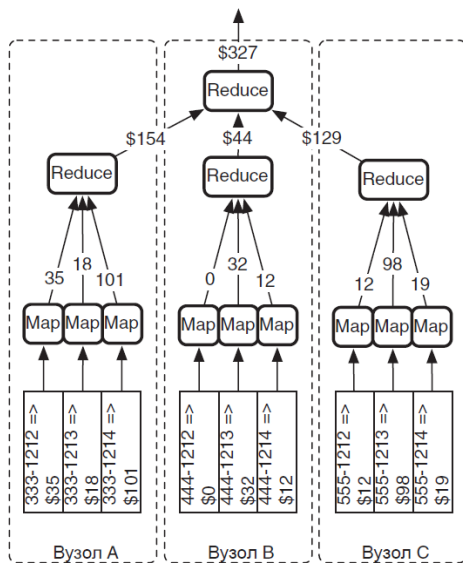 $327
Reduce
$154
$44
$129
Reduce
Reduce
Reduce
35
18
101
0
32
12
12
98
19
Map
Map
Map
Map
Map
Map
Map
Map
Map
333-1212 =>
$35
333-1213 =>
$18
333-1214 =>
$101
444-1212 =>
$0
444-1213 =>
$32
444-1214 =>
$12
555-1212 =>
$12
555-1213 =>
$98
555-1214 =>
$19
Вузол A
Вузол B
Вузол C